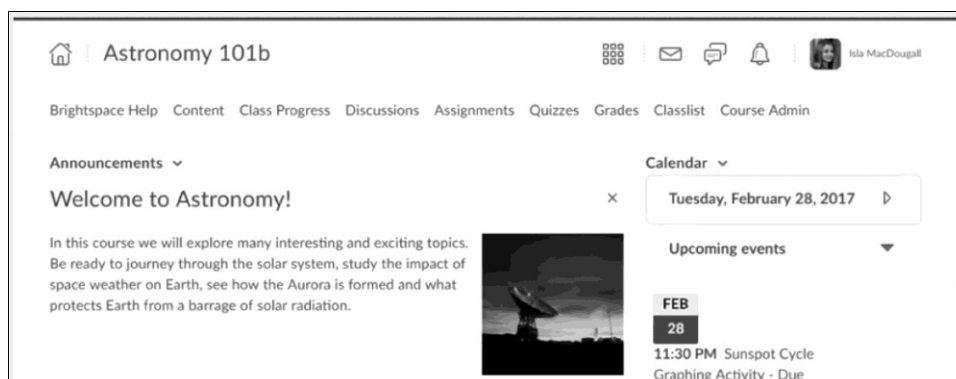 Astronomy 101b
Isla MacDougall
Brightspace Help Content Class Progress Discussions Assignments Quizzes Grades Classlist Course Admin
Announcements
Welcome to Astronomy!
In this course we will explore many interesting and exciting topics.
Be ready to journey through the solar system, study the impact of
space weather on Earth, see how the Aurora is formed and what
protects Earth from a barrage of solar radiation.
Calendar
Tuesday, February 28, 2017
Upcoming events
FEB
28
11:30 PM Sunspot Cycle
Graphing Activity - Due